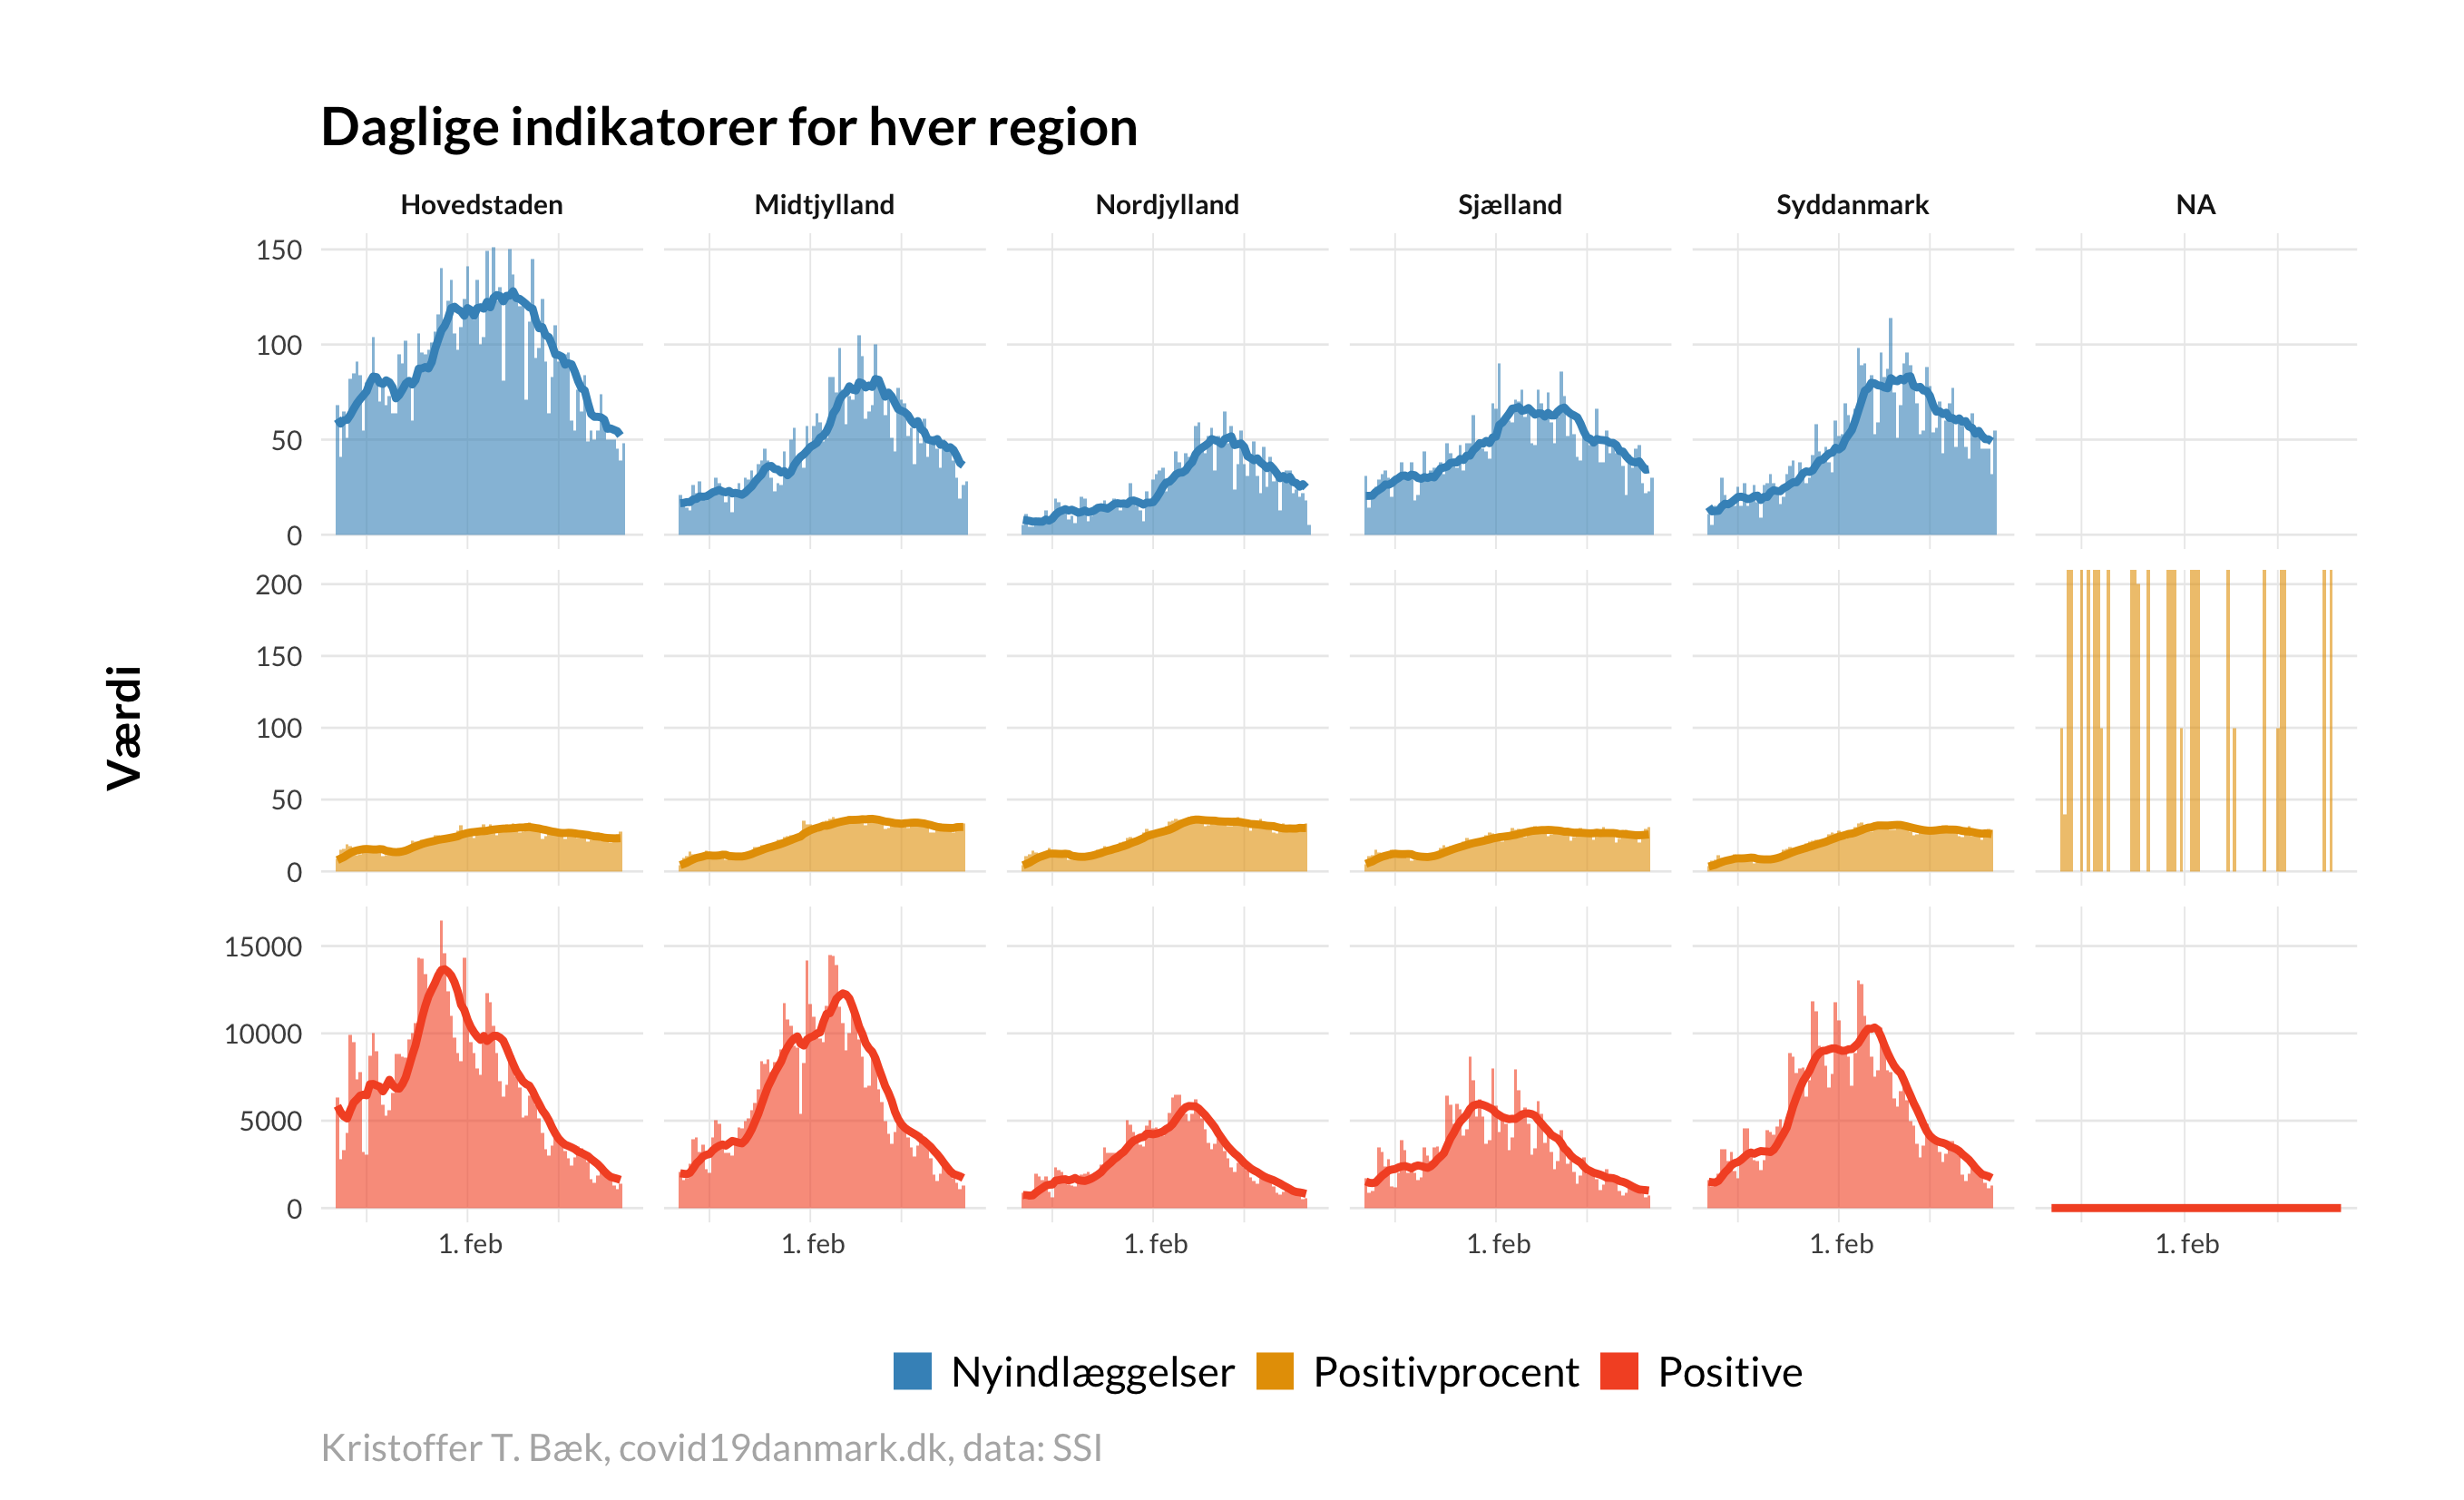 Daglige indikatorer for hver region
Hovedstaden Midtjylland Nordjylland Sjælland Syddanmark NA
150
100
50
0
200
150
100
50
0
15000
10000
5000
0
Værdi
1. feb 1. feb 1. feb 1. feb 1. feb 1. feb
Nyindlæggelser Positivprocent Positive
Kristoffer T. Bæk, covid19danmark.dk, data: SSI